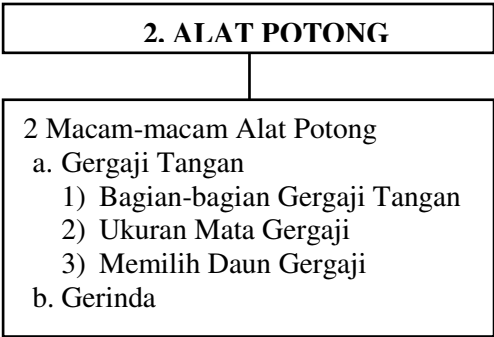 2. ALAT POTONG
2 Macam-macam Alat Potong
a. Gergaji Tangan
1) Bagian-bagian Gergaji Tangan
2) Ukuran Mata Gergaji
3) Memilih Daun Gergaji
b. Gerinda